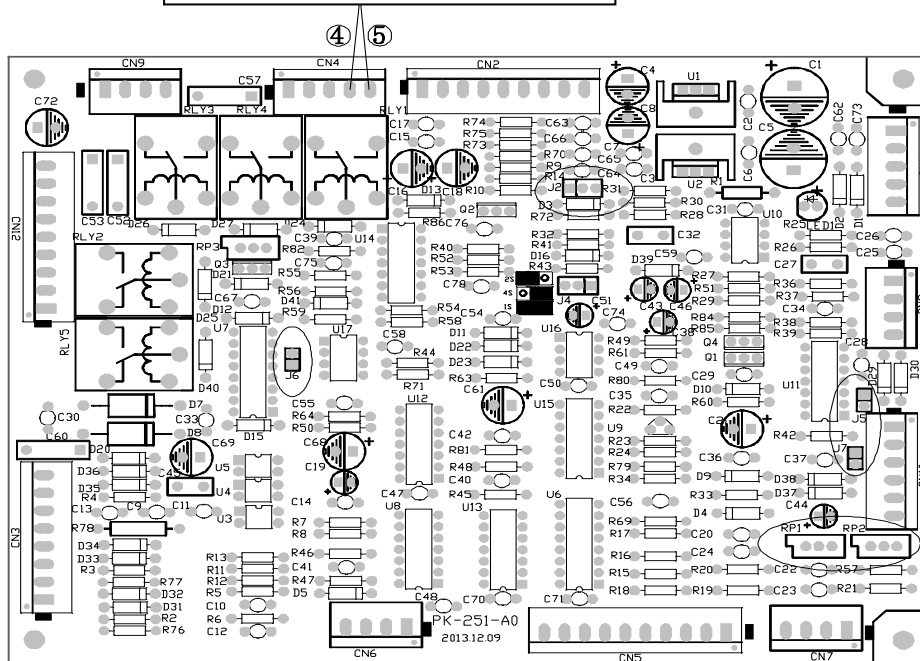 ④ ⑤
CN9 CN4 CN2 C4 U1 C1
C57 C72 RLY3 RLY4 RLY1 C17 R74 C63 C8 C2 C5 C62 C73
C15 R75 R73 C66 R70 C7 C65
R9 R14 C64 U2 C6
C16 D13 C18 R10 J2 R31 C3 R1
C53 C52 D26 D27 D24 R86 Q2 D3 R72 R30 R28 C31 U10 R25 LED1 D2 D1
CN12 RLY2 RP3 R82 C39 U14 C76 R32 R41 C32 R26 C26
Q3 D21 R55 C75 R40 R52 R53 D16 R43 D39 C59 C27 C25
C67 R56 D41 C78 2S 4S 1S J4 C51 R27 R51 R29 R36 R37
D12 D25 U7 R59 R54 R58 C54 U16 C43 C46 C74 C38 R84 R85 C34 R38 R39
RLY5 U17 C58 D11 D22 D23 R49 R61 Q4 Q1 C28
J6 R44 R63 C50 C49 R80 C29 D10 U11 D29 D30
D40 R71 C61 C35 R22 R60
C30 D7 C33 C55 R64 R50 U12 U15 U9 C2 J5
C60 D20 D8 C69 D15 C68 C42 R81 R23 R24 R42 J7
D36 D35 R4 C45 U5 U4 C19 R48 C40 R79 R34 C36 D9 C37 D38 D37
CN3 C13 C9 C11 U3 C14 C47 U8 R45 U13 U6 C56 R33 D4 C44
R78 R7 R8 R69 R17 C20 RP1 RP2
D34 D33 R3 R13 R11 R12 R5 R46 C41 R16 C24
R77 D32 D31 R2 R76 R47 D5 R15 R18 R20 R19 C22 C23 R57 R21
C10 R6 C12 C48 C70 C71
PK-251-A0
2013.12.09
CN6 CN5 CN7